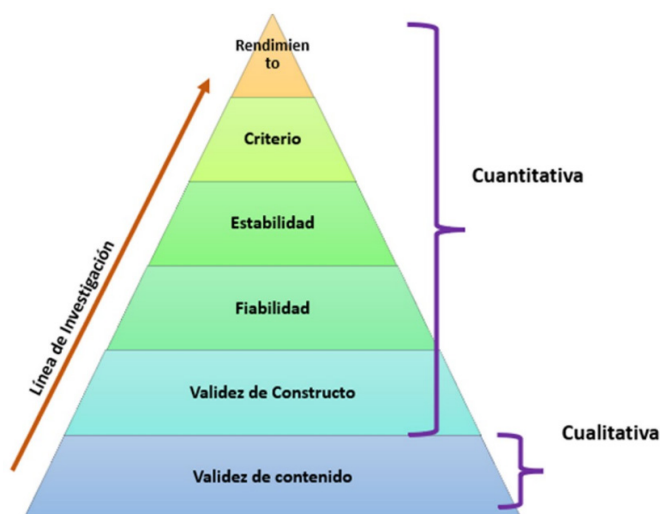 Rendimien
to
Criterio
Cuantitativa
Estabilidad
Línea de Investigación
Fiabilidad
Validez de Constructo
Cualitativa
Validez de contenido